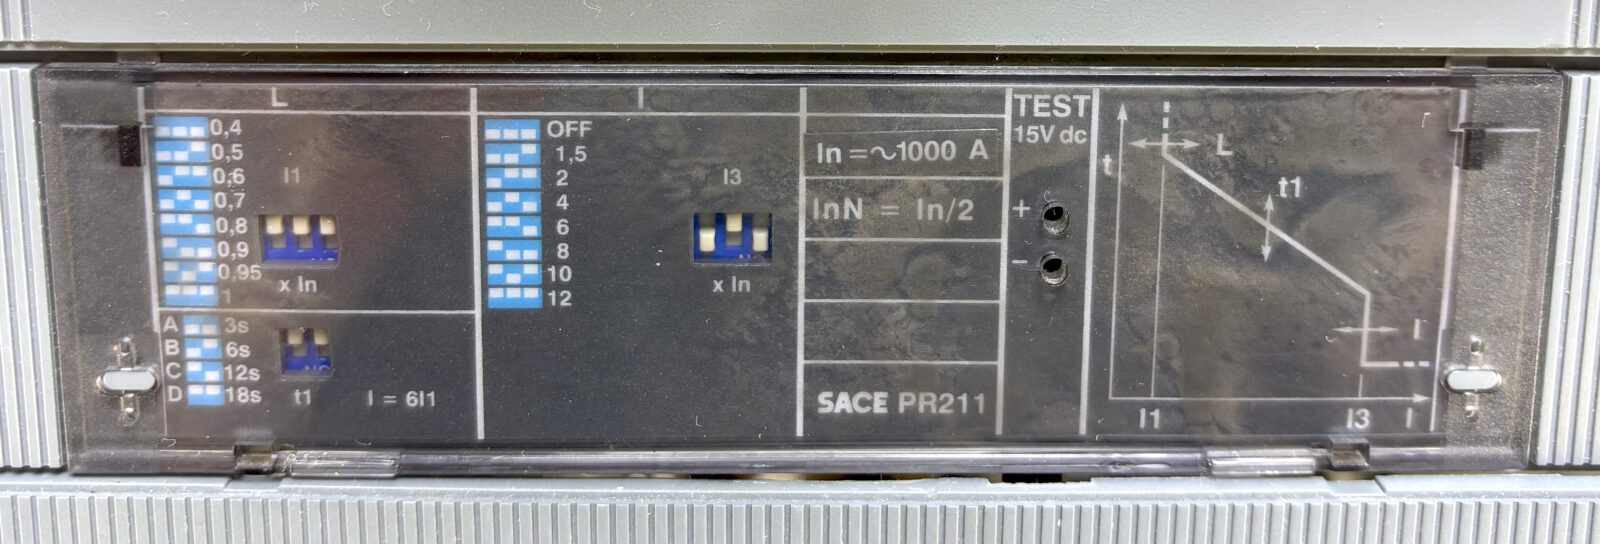 L
0,4
0,5
0,6
0,7
0,8
0,9
0,95
1
I1
x In
A 3s
B 6s
C 12s
D 18s
t1
I = 6I1
I
OFF
1,5
2
4
6
8
10
12
I3
x In
In =~1000 A
InN = In/2
SACE PR211
TEST
15V dc
+
-
t
L
t1
I
I1
I3
I